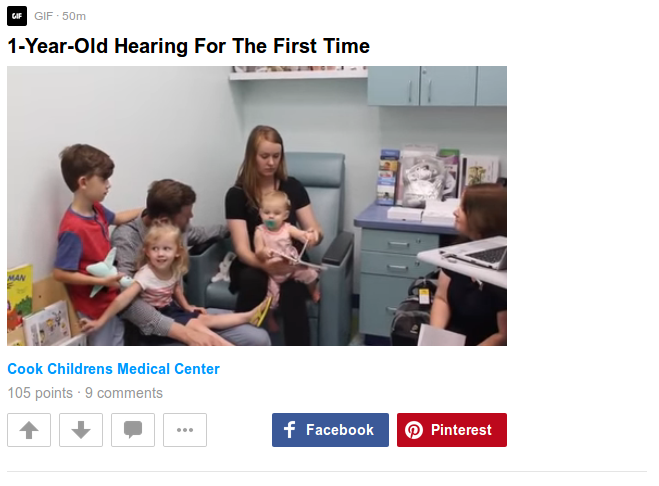 GIF
GIF · 50m
1-Year-Old Hearing For The First Time
MAN
Cook Childrens Medical Center
105 points · 9 comments
Facebook
Pinterest